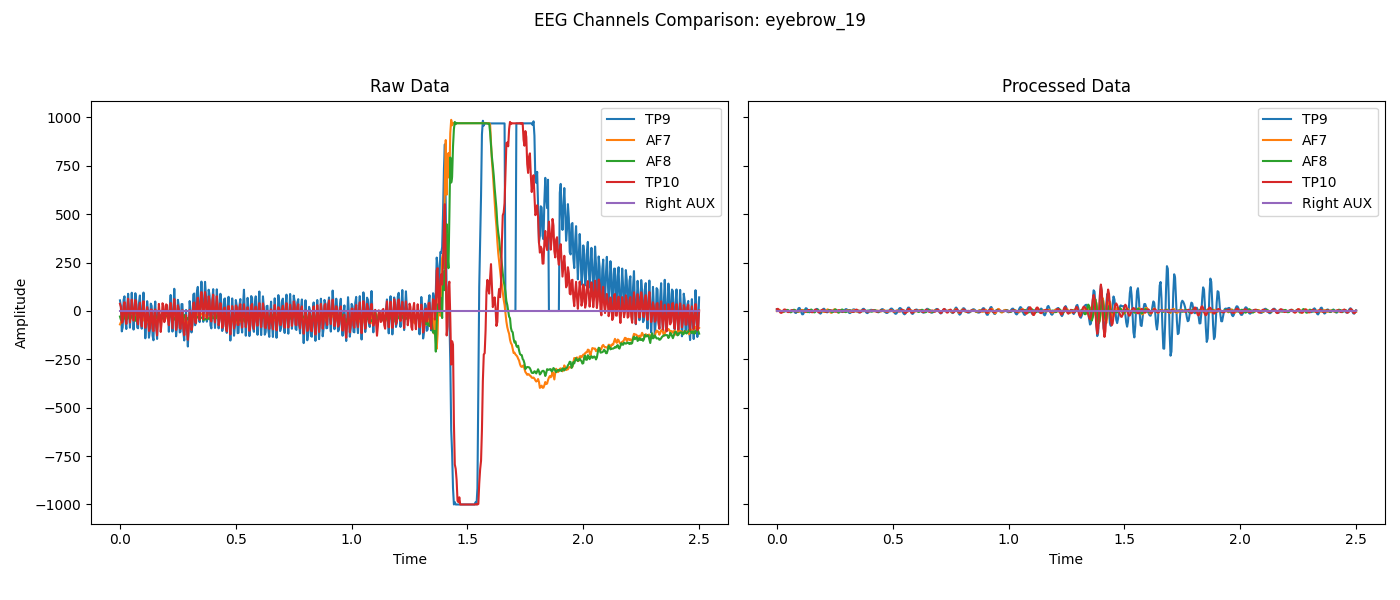 EEG Channels Comparison: eyebrow_19
Raw Data
Processed Data
Amplitude
1000
750
500
250
0
−250
−500
−750
−1000
TP9
AF7
AF8
TP10
Right AUX
TP9
AF7
AF8
TP10
Right AUX
0.0
0.5
1.0
1.5
2.0
2.5
0.0
0.5
1.0
1.5
2.0
2.5
Time
Time